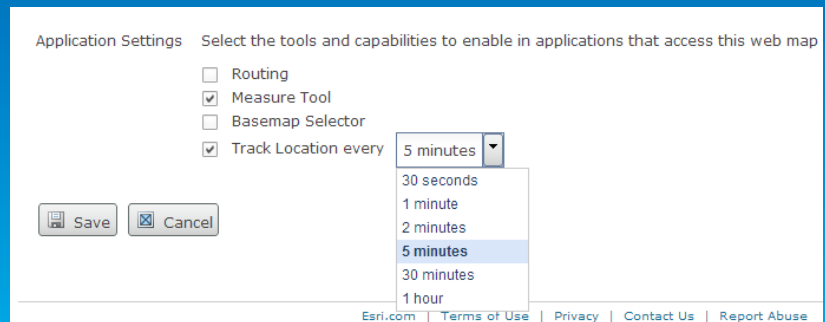 Application Settings Select the tools and capabilities to enable in applications that access this web map
Routing
Measure Tool
Basemap Selector
Track Location every 5 minutes
30 seconds
1 minute
2 minutes
5 minutes
30 minutes
1 hour
Save Cancel
Esri.com | Terms of Use | Privacy | Contact Us | Report Abuse